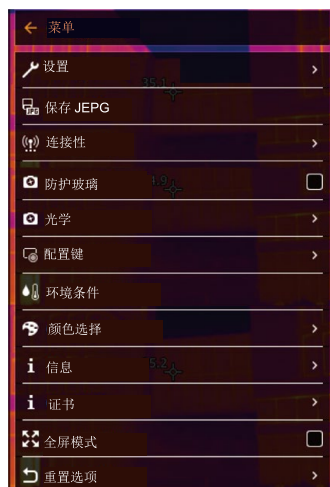 菜单
设置
35.1
保存 JEPG
连接性
防护玻璃
1.9
光学
配置键
环境条件
颜色选择
信息
5.2
证书
全屏模式
重置选项